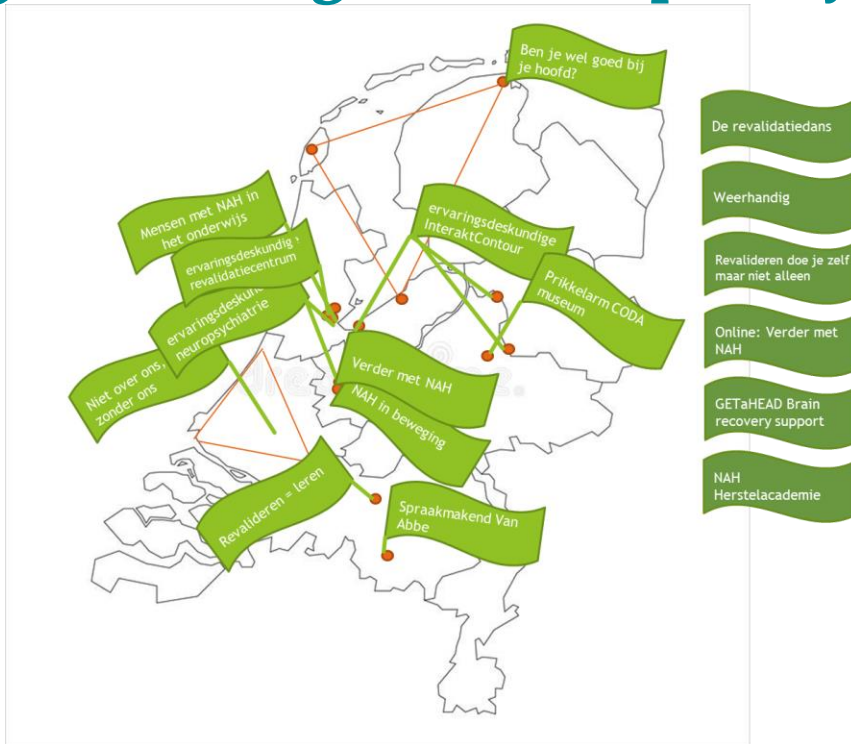 Ben je wel goed bij
je hoofd?
De revalidatiedans
Weerhandig
Revalideren doe je zelf
maar niet alleen
Online: Verder met
NAH
GETaHEAD Brain
recovery support
NAH
Herstelacademie
Mensen met NAH in
het onderwijs
ervaringsdeskundig
revalidatiecentrum
ervaringsdeskun
neuropsychiatrie
Niet over ons,
zonder ons
ervaringsdeskundige
InteraktContour
Prikkelarm CODA
museum
Verder met NAH
NAH in beweging
Revalideren = leren
Spraakmakend Van
Abbe